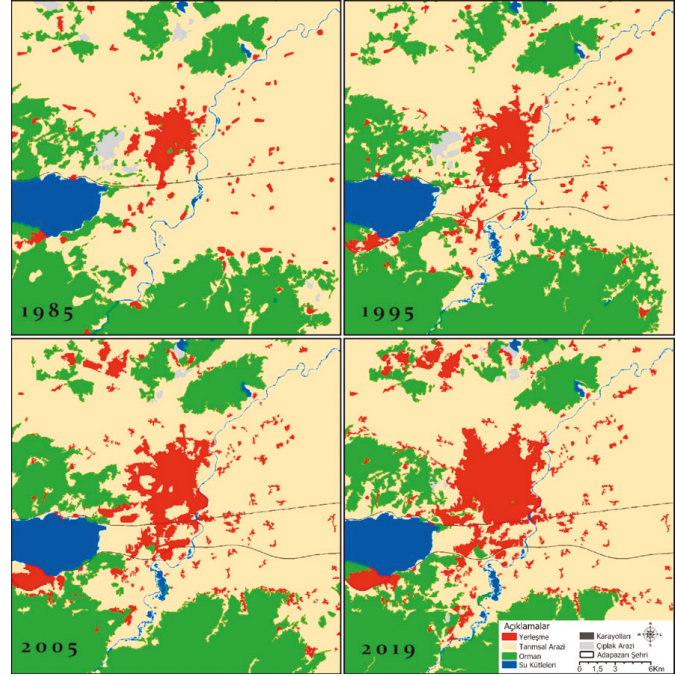 1985
1995
2005
2019
Açıklamalar
Yerleşme
Tarımsal Arazi
Orman
Su Kütleleri
Karayolları
Çıplak Arazi
Adapazarı Şehri
0 1,5 3 6Km